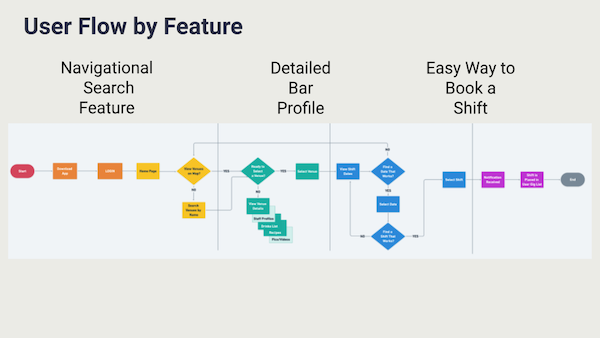 User Flow by Feature
Navigational
Search
Feature
Detailed
Bar
Profile
Easy Way to
Book a
Shift
NO
Start
Download
App
LOGIN
Home Page
View Venues
on Map?
YES
Ready to
Select
a Venue?
YES
Select Venue
View Shift
Dates
Find a
Date That
Works?
Select Shift
Notification
Received
Shift is
Placed in
User Gig List
End
NO
Search
Venues by
Name
NO
View Venue
Details
Staff Profiles
Drinks List
Recipes
Pics/Videos
YES
Select Date
NO
Find a
Shift That
Works?
YES